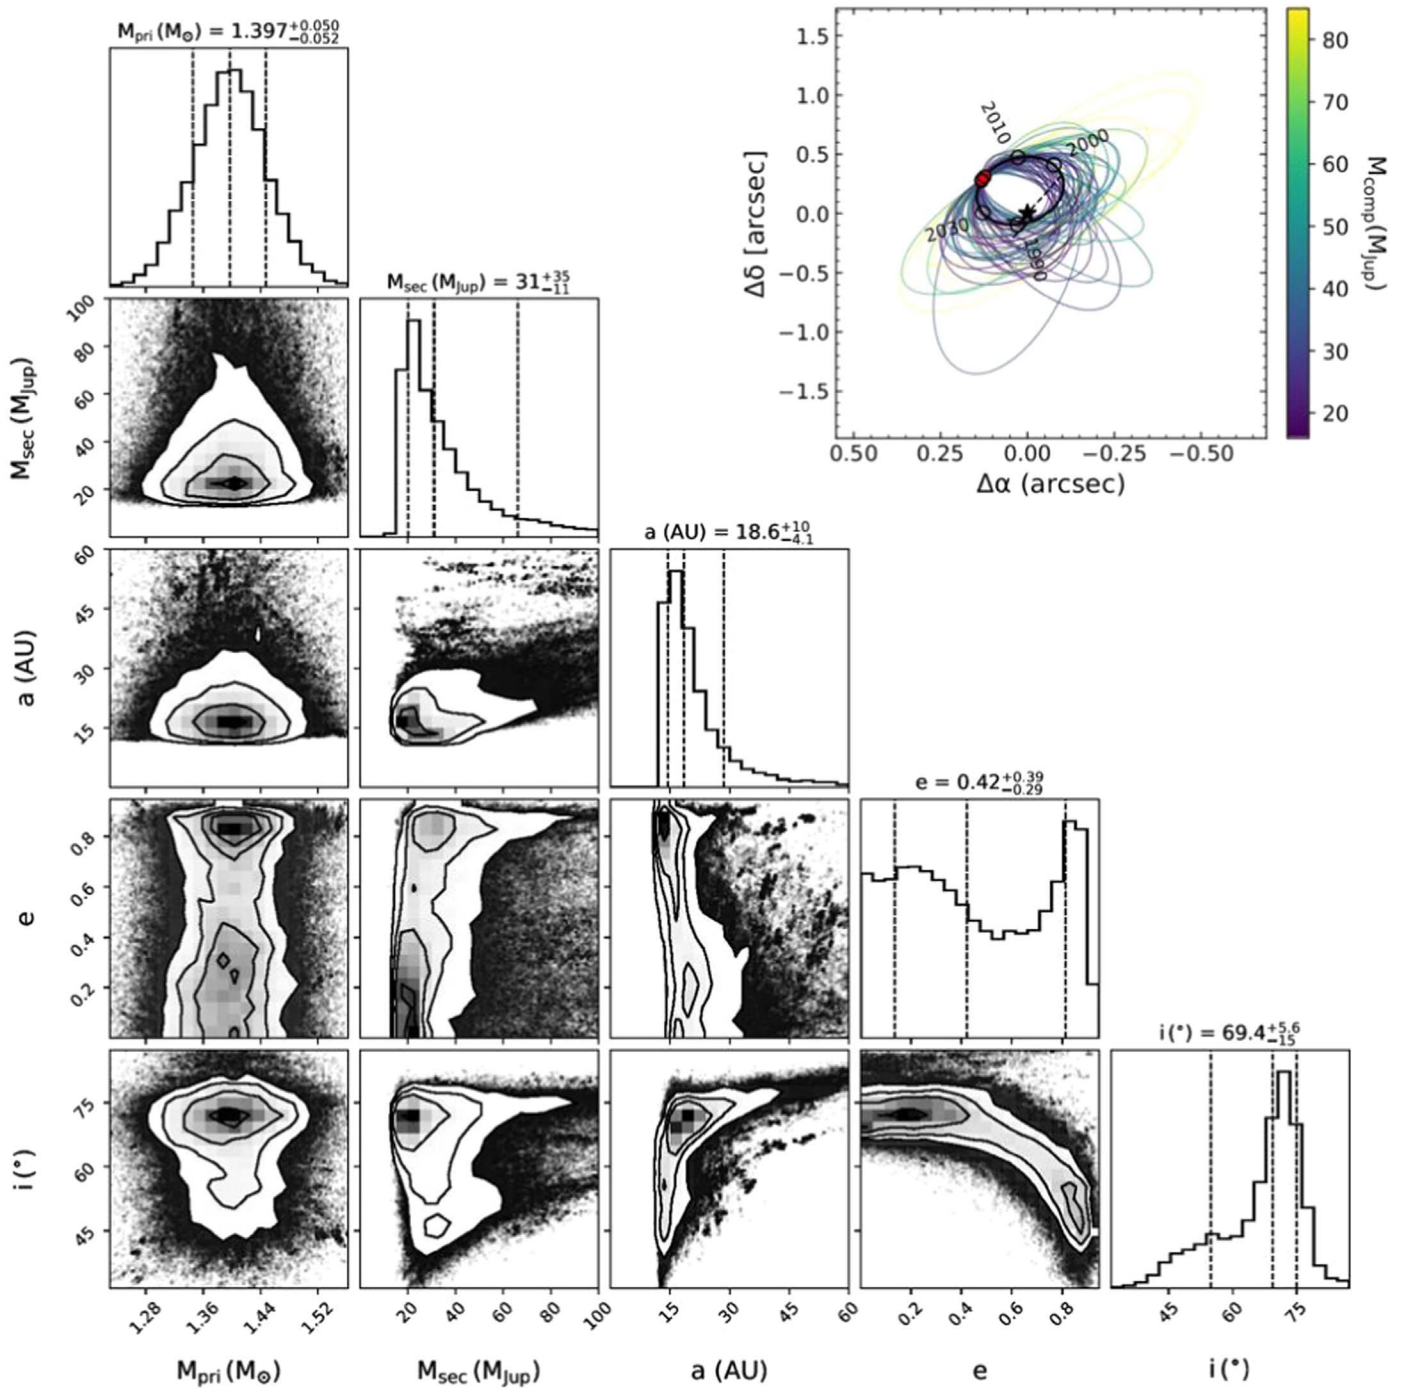 M_pri (M_⊙) = 1.397^{+0.050}_{−0.052}
1.5
1.0
0.5
0.0
−0.5
−1.0
−1.5
Δδ [arcsec]
0.50 0.25 0.00 −0.25 −0.50
Δα (arcsec)
2010
2000
2030
1990
80
70
60
50
40
30
20
M_comp(M_Jup)
M_sec (M_Jup) = 31^{+35}_{−11}
100
80
60
40
20
M_sec (M_Jup)
a (AU) = 18.6^{+10}_{−4.1}
60
45
30
15
a (AU)
e = 0.42^{+0.39}_{−0.29}
0.8
0.6
0.4
0.2
e
i (°) = 69.4^{+5.6}_{−15}
75
60
45
i (°)
1.28 1.36 1.44 1.52
20 40 60 80 100
15 30 45 60
0.2 0.4 0.6 0.8
45 60 75
M_pri (M_⊙)
M_sec (M_Jup)
a (AU)
e
i (°)